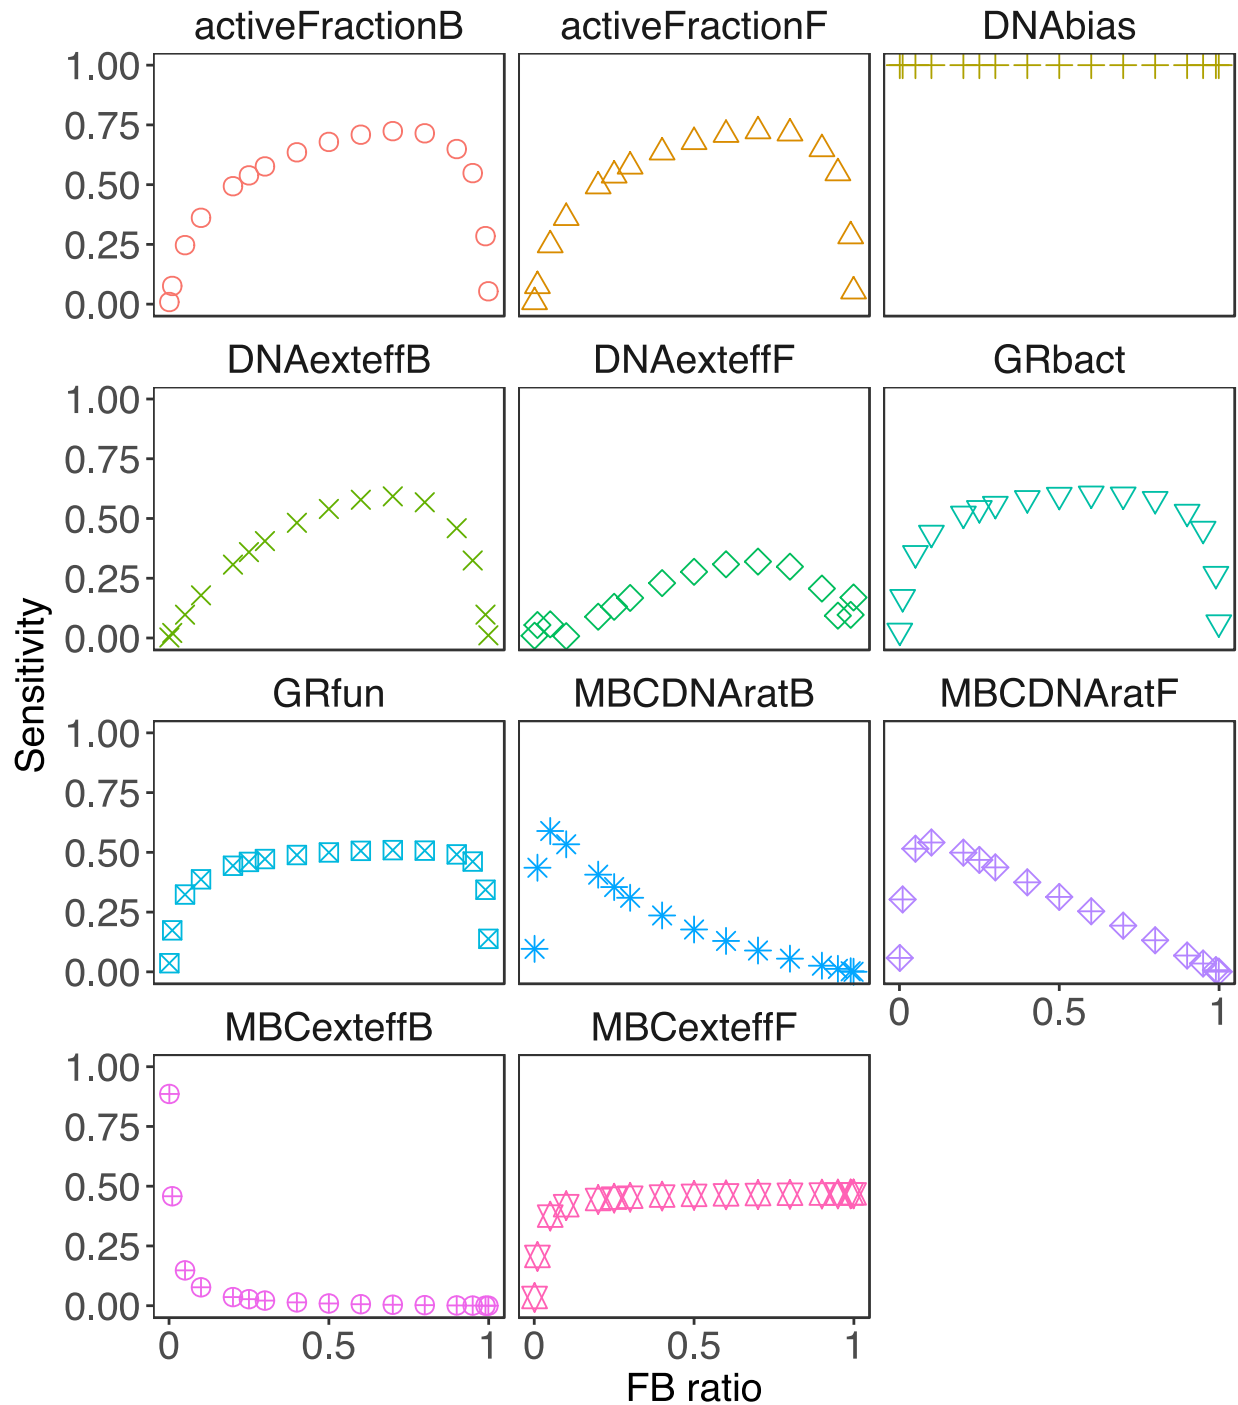 activeFractionB activeFractionF DNAbias
1.00
0.75
0.50
0.25
0.00
DNAexteffB DNAexteffF GRbact
1.00
0.75
0.50
0.25
0.00
GRfun MBCDNAratB MBCDNAratF
1.00
0.75
0.50
0.25
0.00
0 0.5 1
MBCexteffB MBCexteffF
1.00
0.75
0.50
0.25
0.00
0 0.5 1 0 0.5 1
Sensitivity
FB ratio